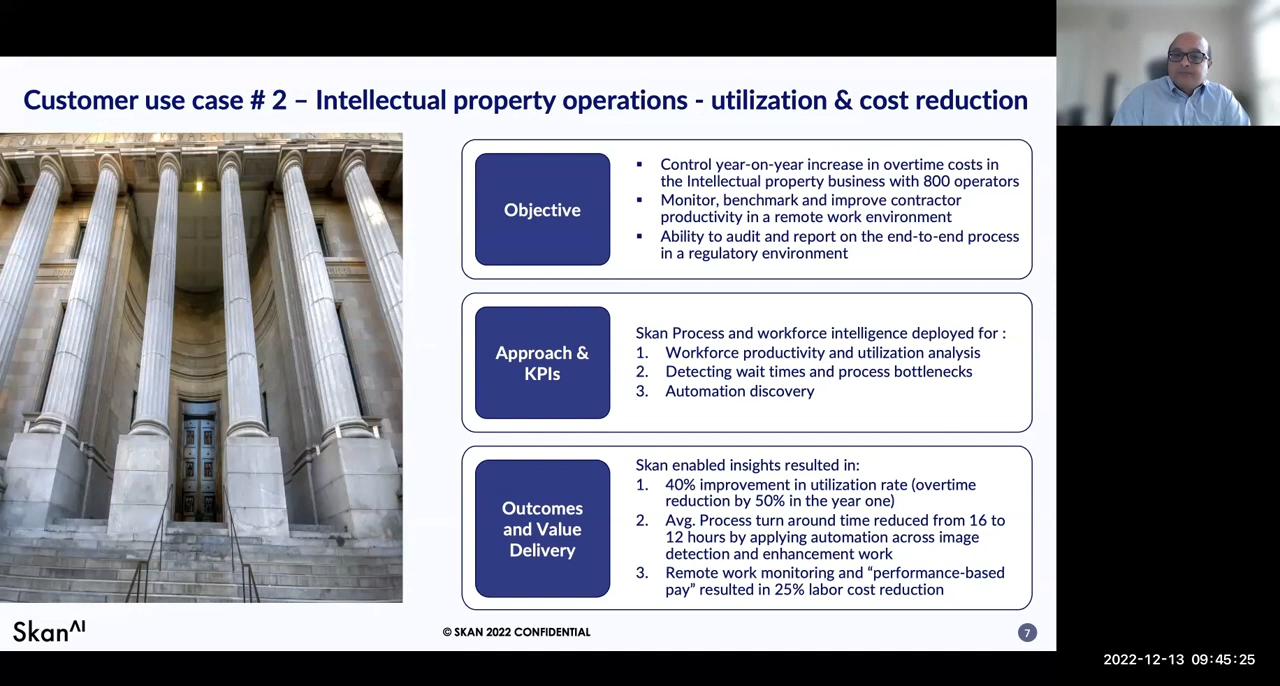 Customer use case # 2 – Intellectual property operations - utilization & cost reduction
Objective
▪ Control year-on-year increase in overtime costs in
the Intellectual property business with 800 operators
▪ Monitor, benchmark and improve contractor
productivity in a remote work environment
▪ Ability to audit and report on the end-to-end process
in a regulatory environment
Approach &
KPIs
Skan Process and workforce intelligence deployed for :
1. Workforce productivity and utilization analysis
2. Detecting wait times and process bottlenecks
3. Automation discovery
Outcomes
and Value
Delivery
Skan enabled insights resulted in:
1. 40% improvement in utilization rate (overtime
reduction by 50% in the year one)
2. Avg. Process turn around time reduced from 16 to
12 hours by applying automation across image
detection and enhancement work
3. Remote work monitoring and “performance-based
pay” resulted in 25% labor cost reduction
Skan AI
© SKAN 2022 CONFIDENTIAL
7
2022-12-13 09:45:25